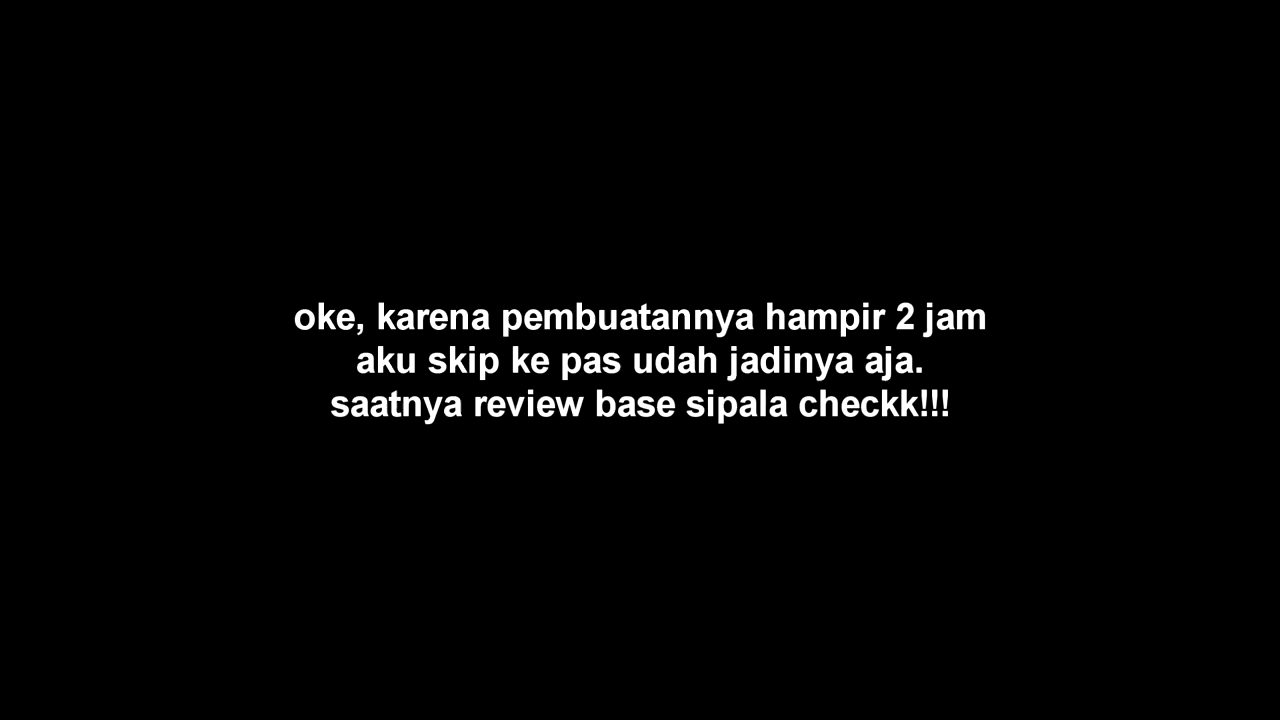 oke, karena pembuatannya hampir 2 jam
aku skip ke pas udah jadinya aja.
saatnya review base sipala checkk!!!